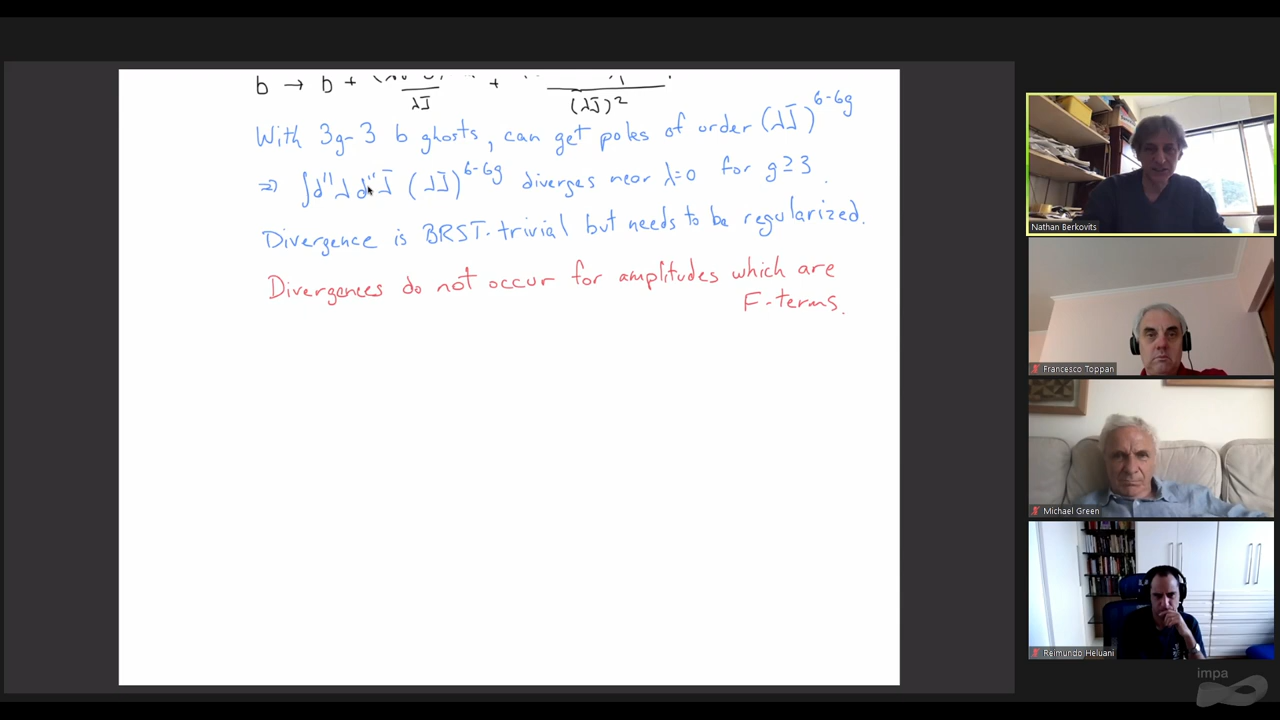 b → b + / λλ̄ + / (λλ̄)²
With 3g-3 b ghosts, can get poles of order (λλ̄)^6-6g
⇒ ∫d¹¹λ d¹¹λ̄ (λλ̄)^6-6g diverges near λ=0 for g≥3.
Divergence is BRST-trivial but needs to be regularized.
Divergences do not occur for amplitudes which are
F-terms.
Nathan Berkovits
Francesco Toppan
Michael Green
Reimundo Heluani
impa